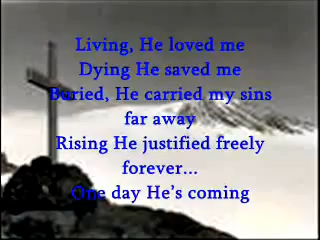 Living, He loved me
Dying He saved me
Buried, He carried my sins
far away
Rising He justified freely
forever...
One day He's coming